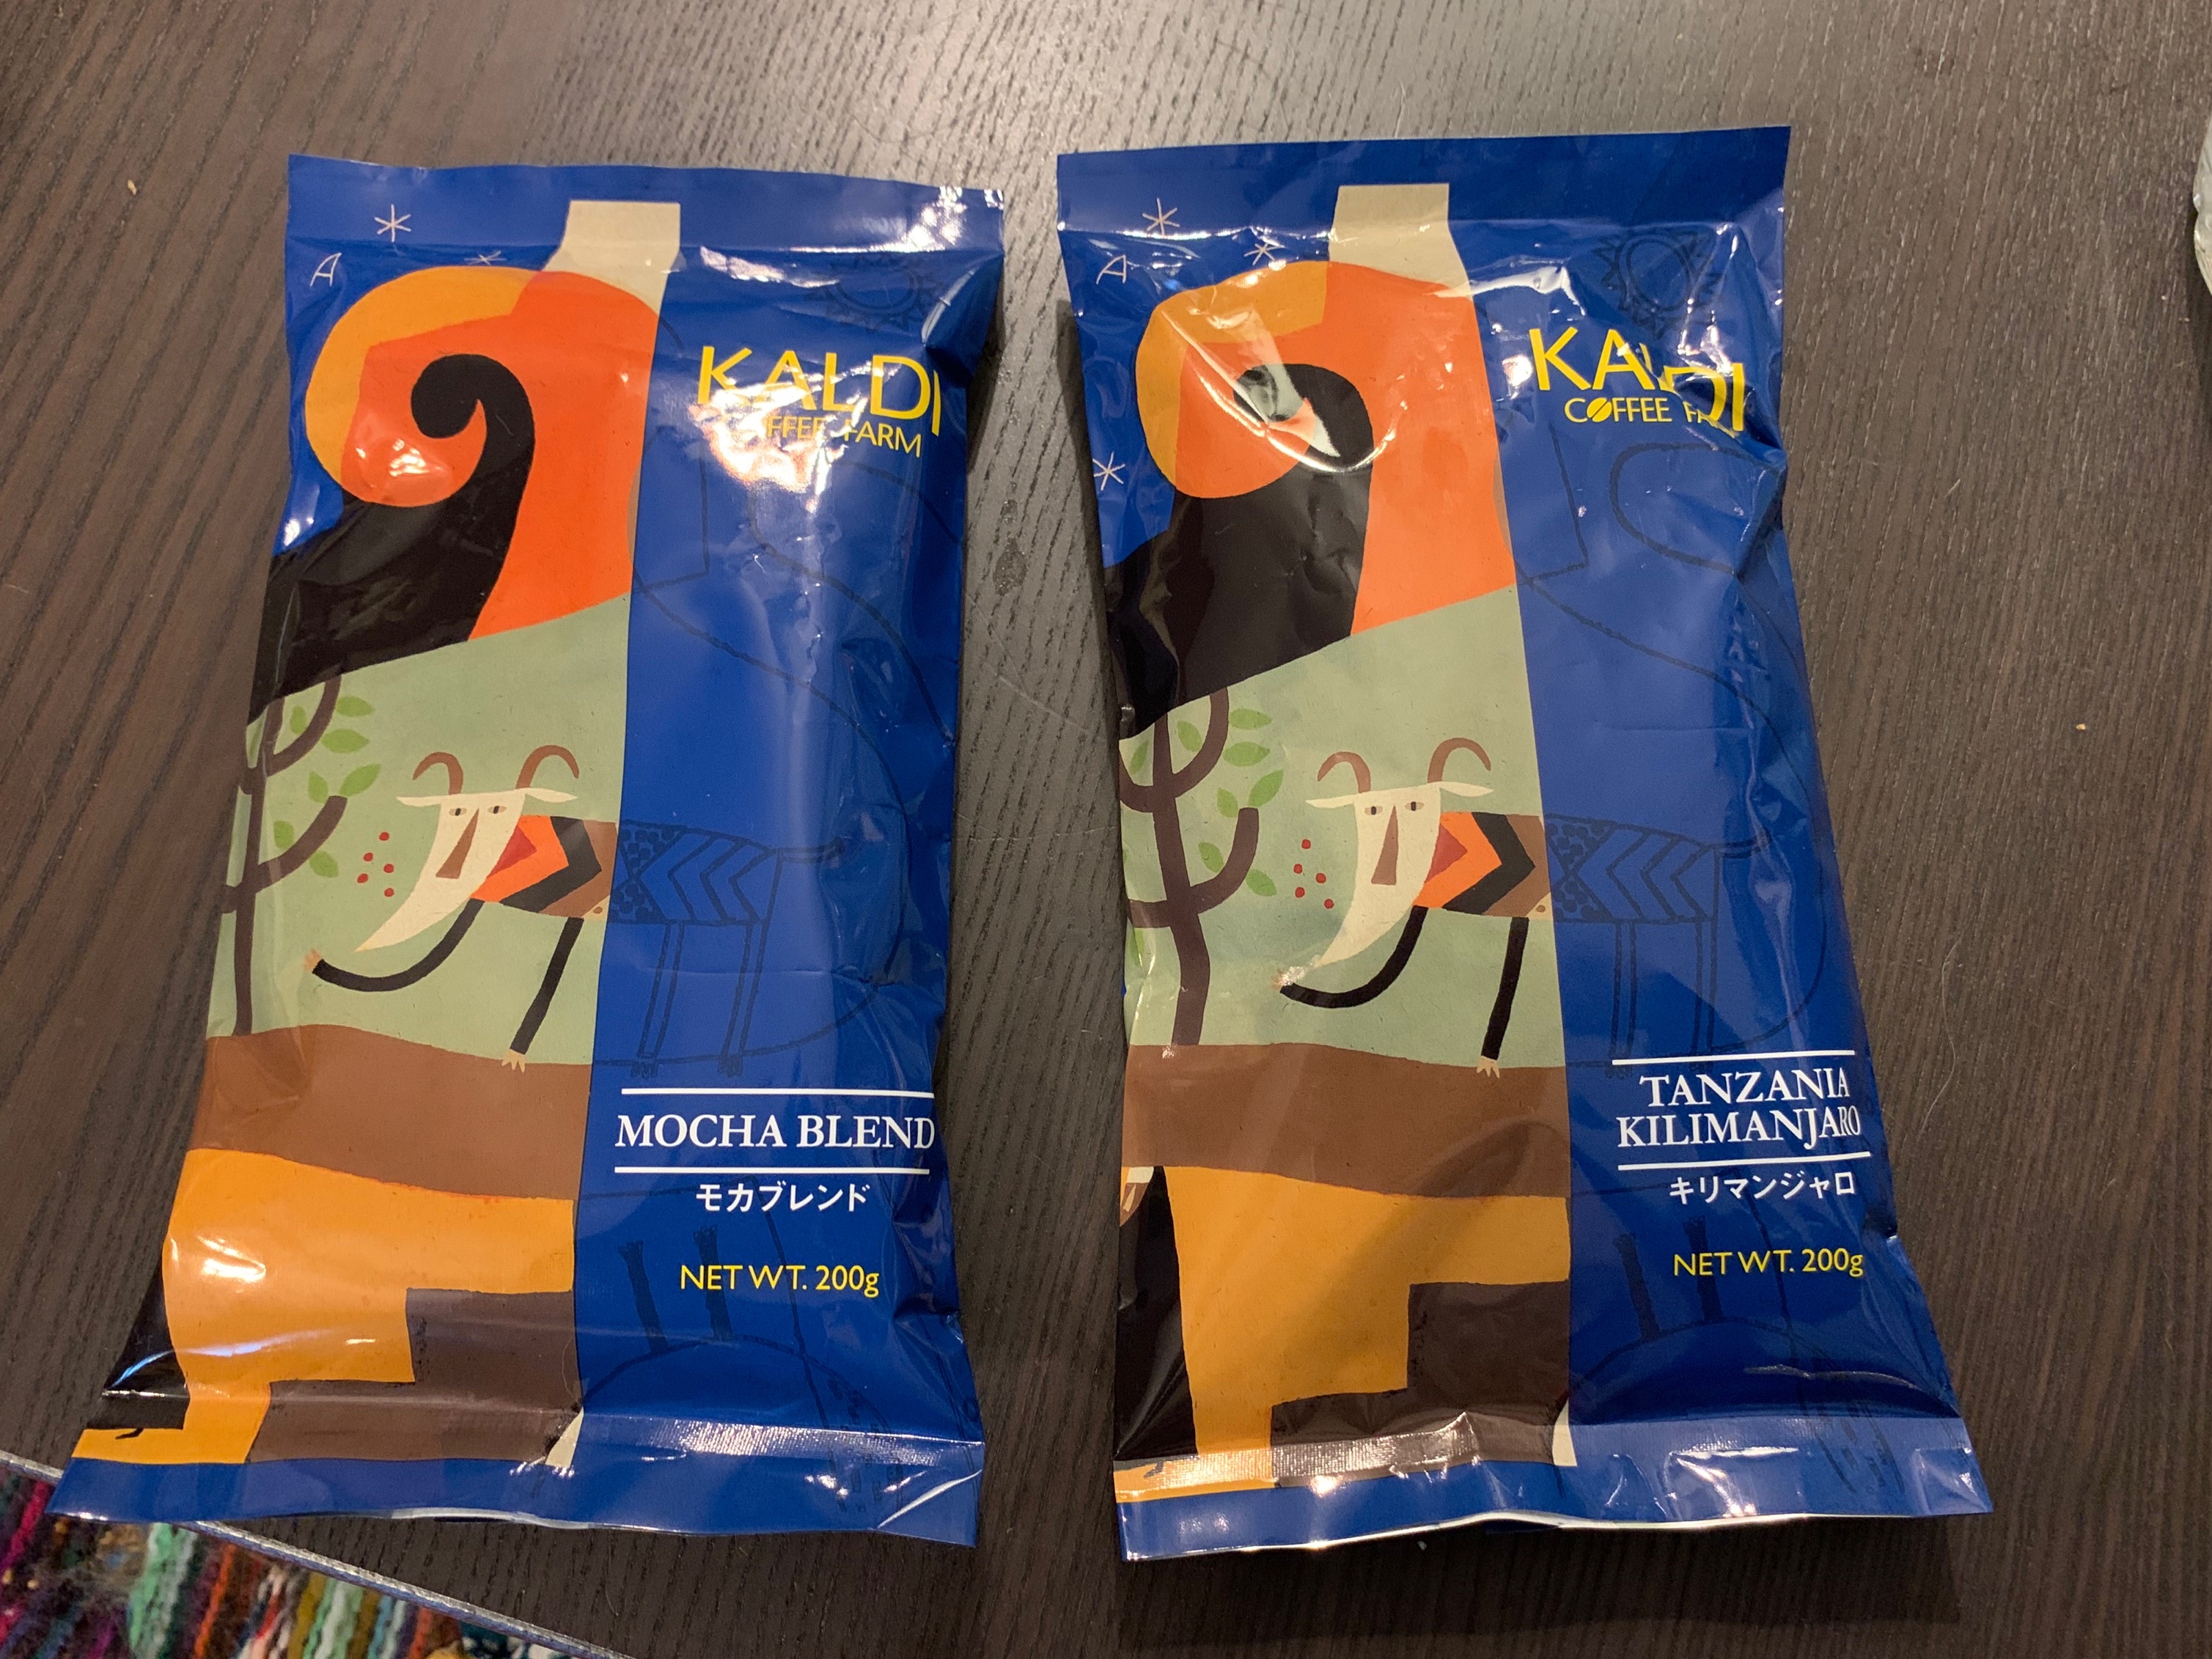 KALDI
COFFEE FARM
MOCHA BLEND
モカブレンド
NET WT. 200g
KALDI
COFFEE
TANZANIA
KILIMANJARO
キリマンジャロ
NET WT. 200g